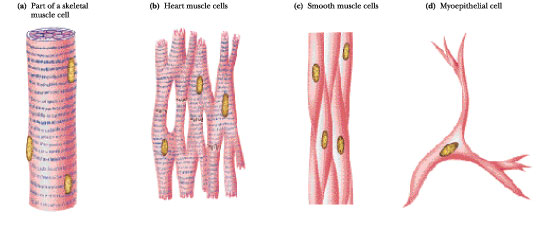 (a) Part of a skeletal
muscle cell
(b) Heart muscle cells
(c) Smooth muscle cells
(d) Myoepithelial cell